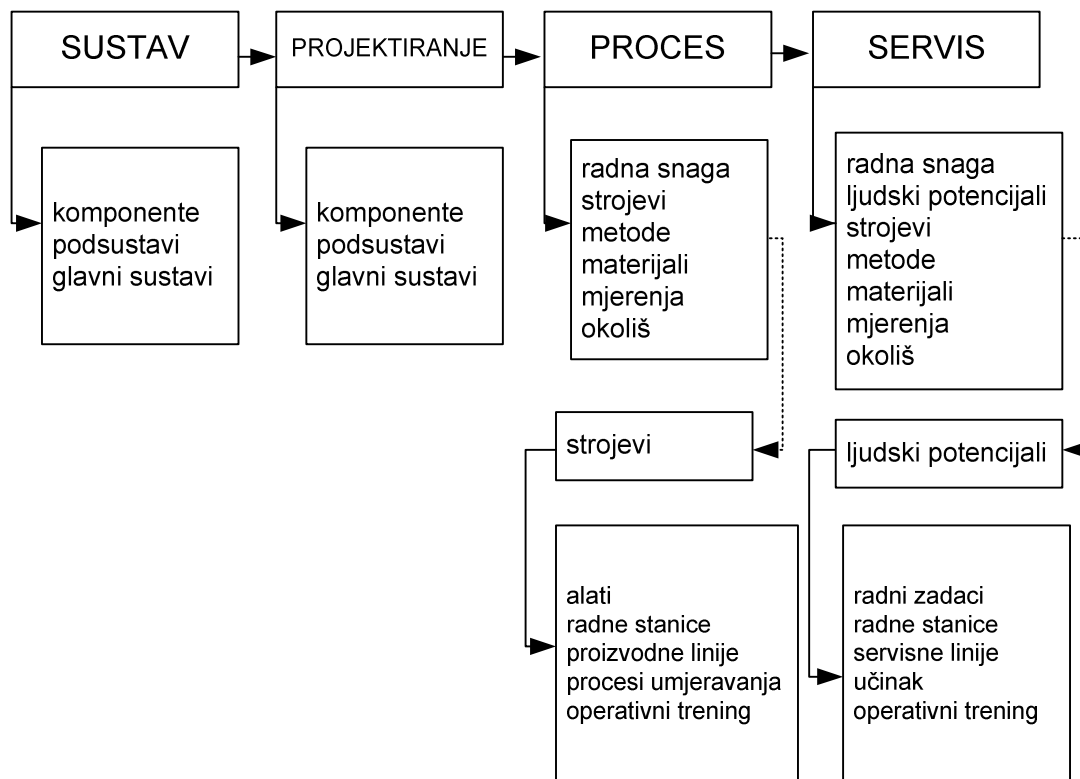 SUSTAV
PROJEKTIRANJE
PROCES
SERVIS
komponente
podsustavi
glavni sustavi
komponente
podsustavi
glavni sustavi
radna snaga
strojevi
metode
materijali
mjerenja
okoliš
radna snaga
ljudski potencijali
strojevi
metode
materijali
mjerenja
okoliš
strojevi
ljudski potencijali
alati
radne stanice
proizvodne linije
procesi umjeravanja
operativni trening
radni zadaci
radne stanice
servisne linije
učinak
operativni trening